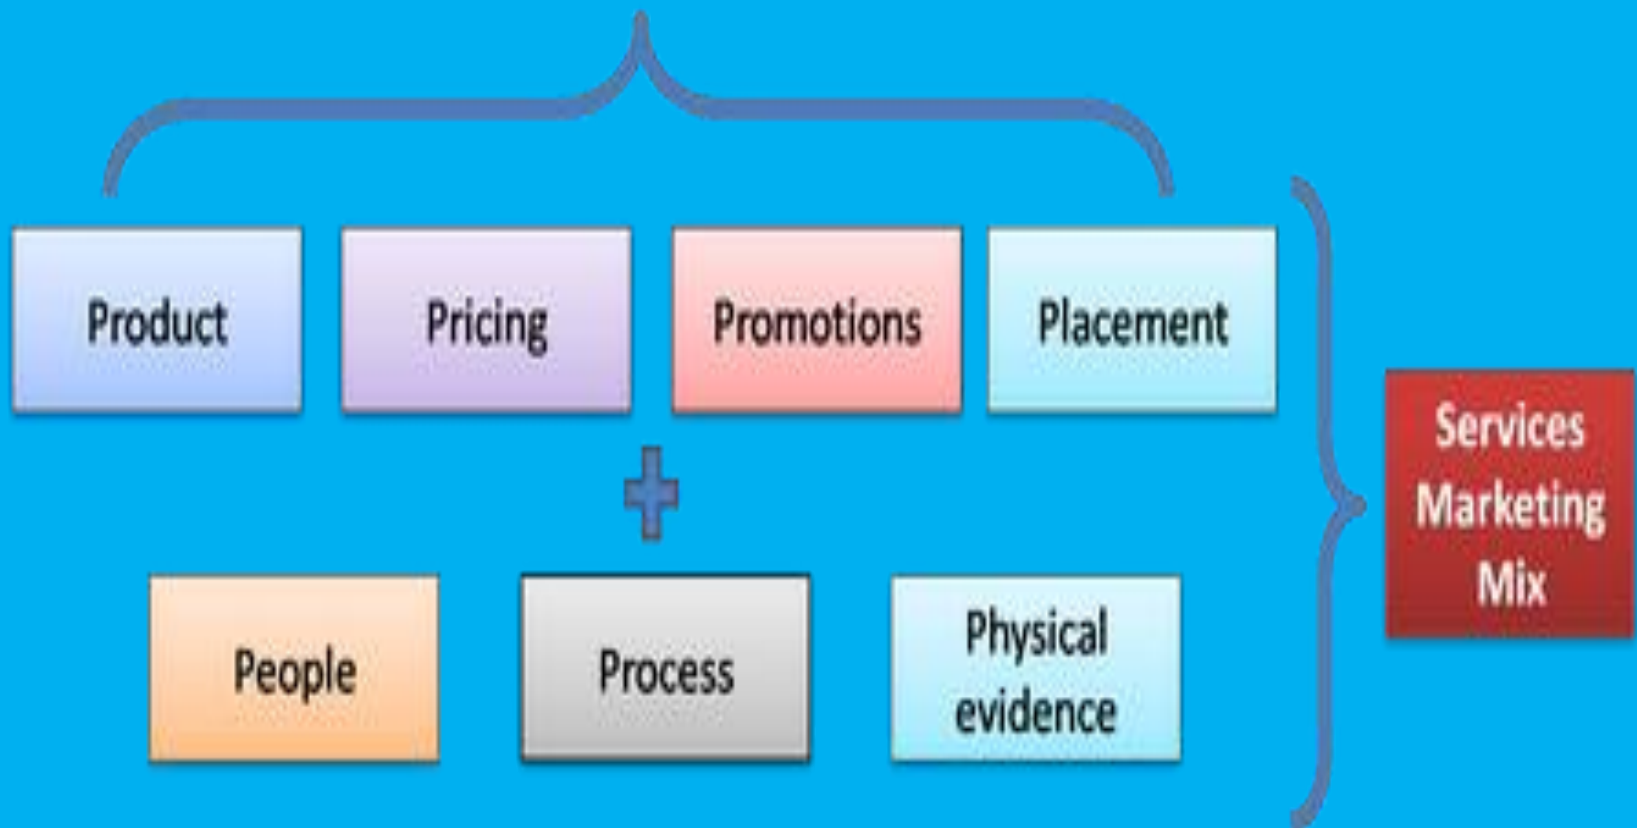 Product
Pricing
Promotions
Placement
People
Process
Physical
evidence
Services
Marketing
Mix